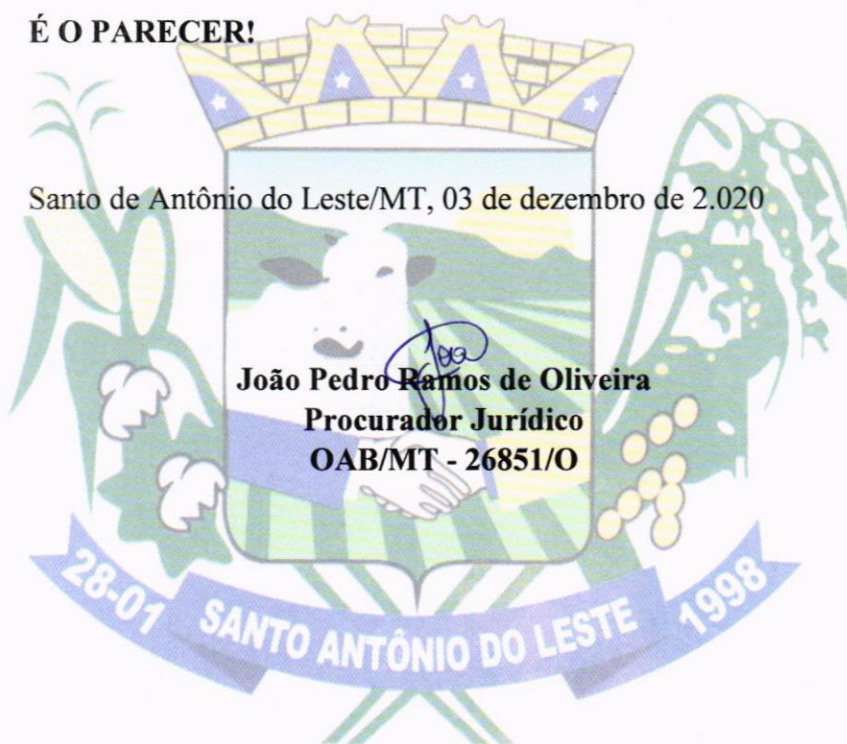 É O PARECER!
Santo de Antônio do Leste/MT, 03 de dezembro de 2.020
João Pedro Ramos de Oliveira
Procurador Jurídico
OAB/MT - 26851/O
28-01 SANTO ANTÔNIO DO LESTE 1998